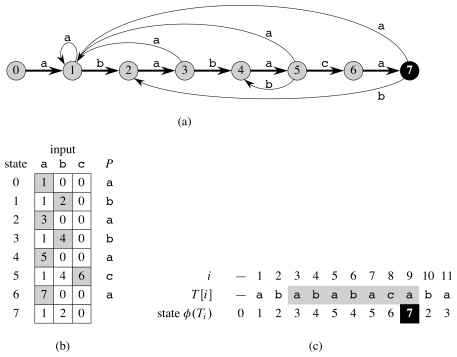 a
a
a
a
0 a 1 b 2 a 3 b 4 a 5 c 6 a 7
b
b
(a)
input
state a b c P
0 1 0 0 a
1 1 2 0 b
2 3 0 0 a
3 1 4 0 b
4 5 0 0 a
5 1 4 6 c
6 7 0 0 a
7 1 2 0
(b)
i — 1 2 3 4 5 6 7 8 9 10 11
T[i] — a b a b a b a c a b a
state ϕ(Tᵢ) 0 1 2 3 4 5 4 5 6 7 2 3
(c)